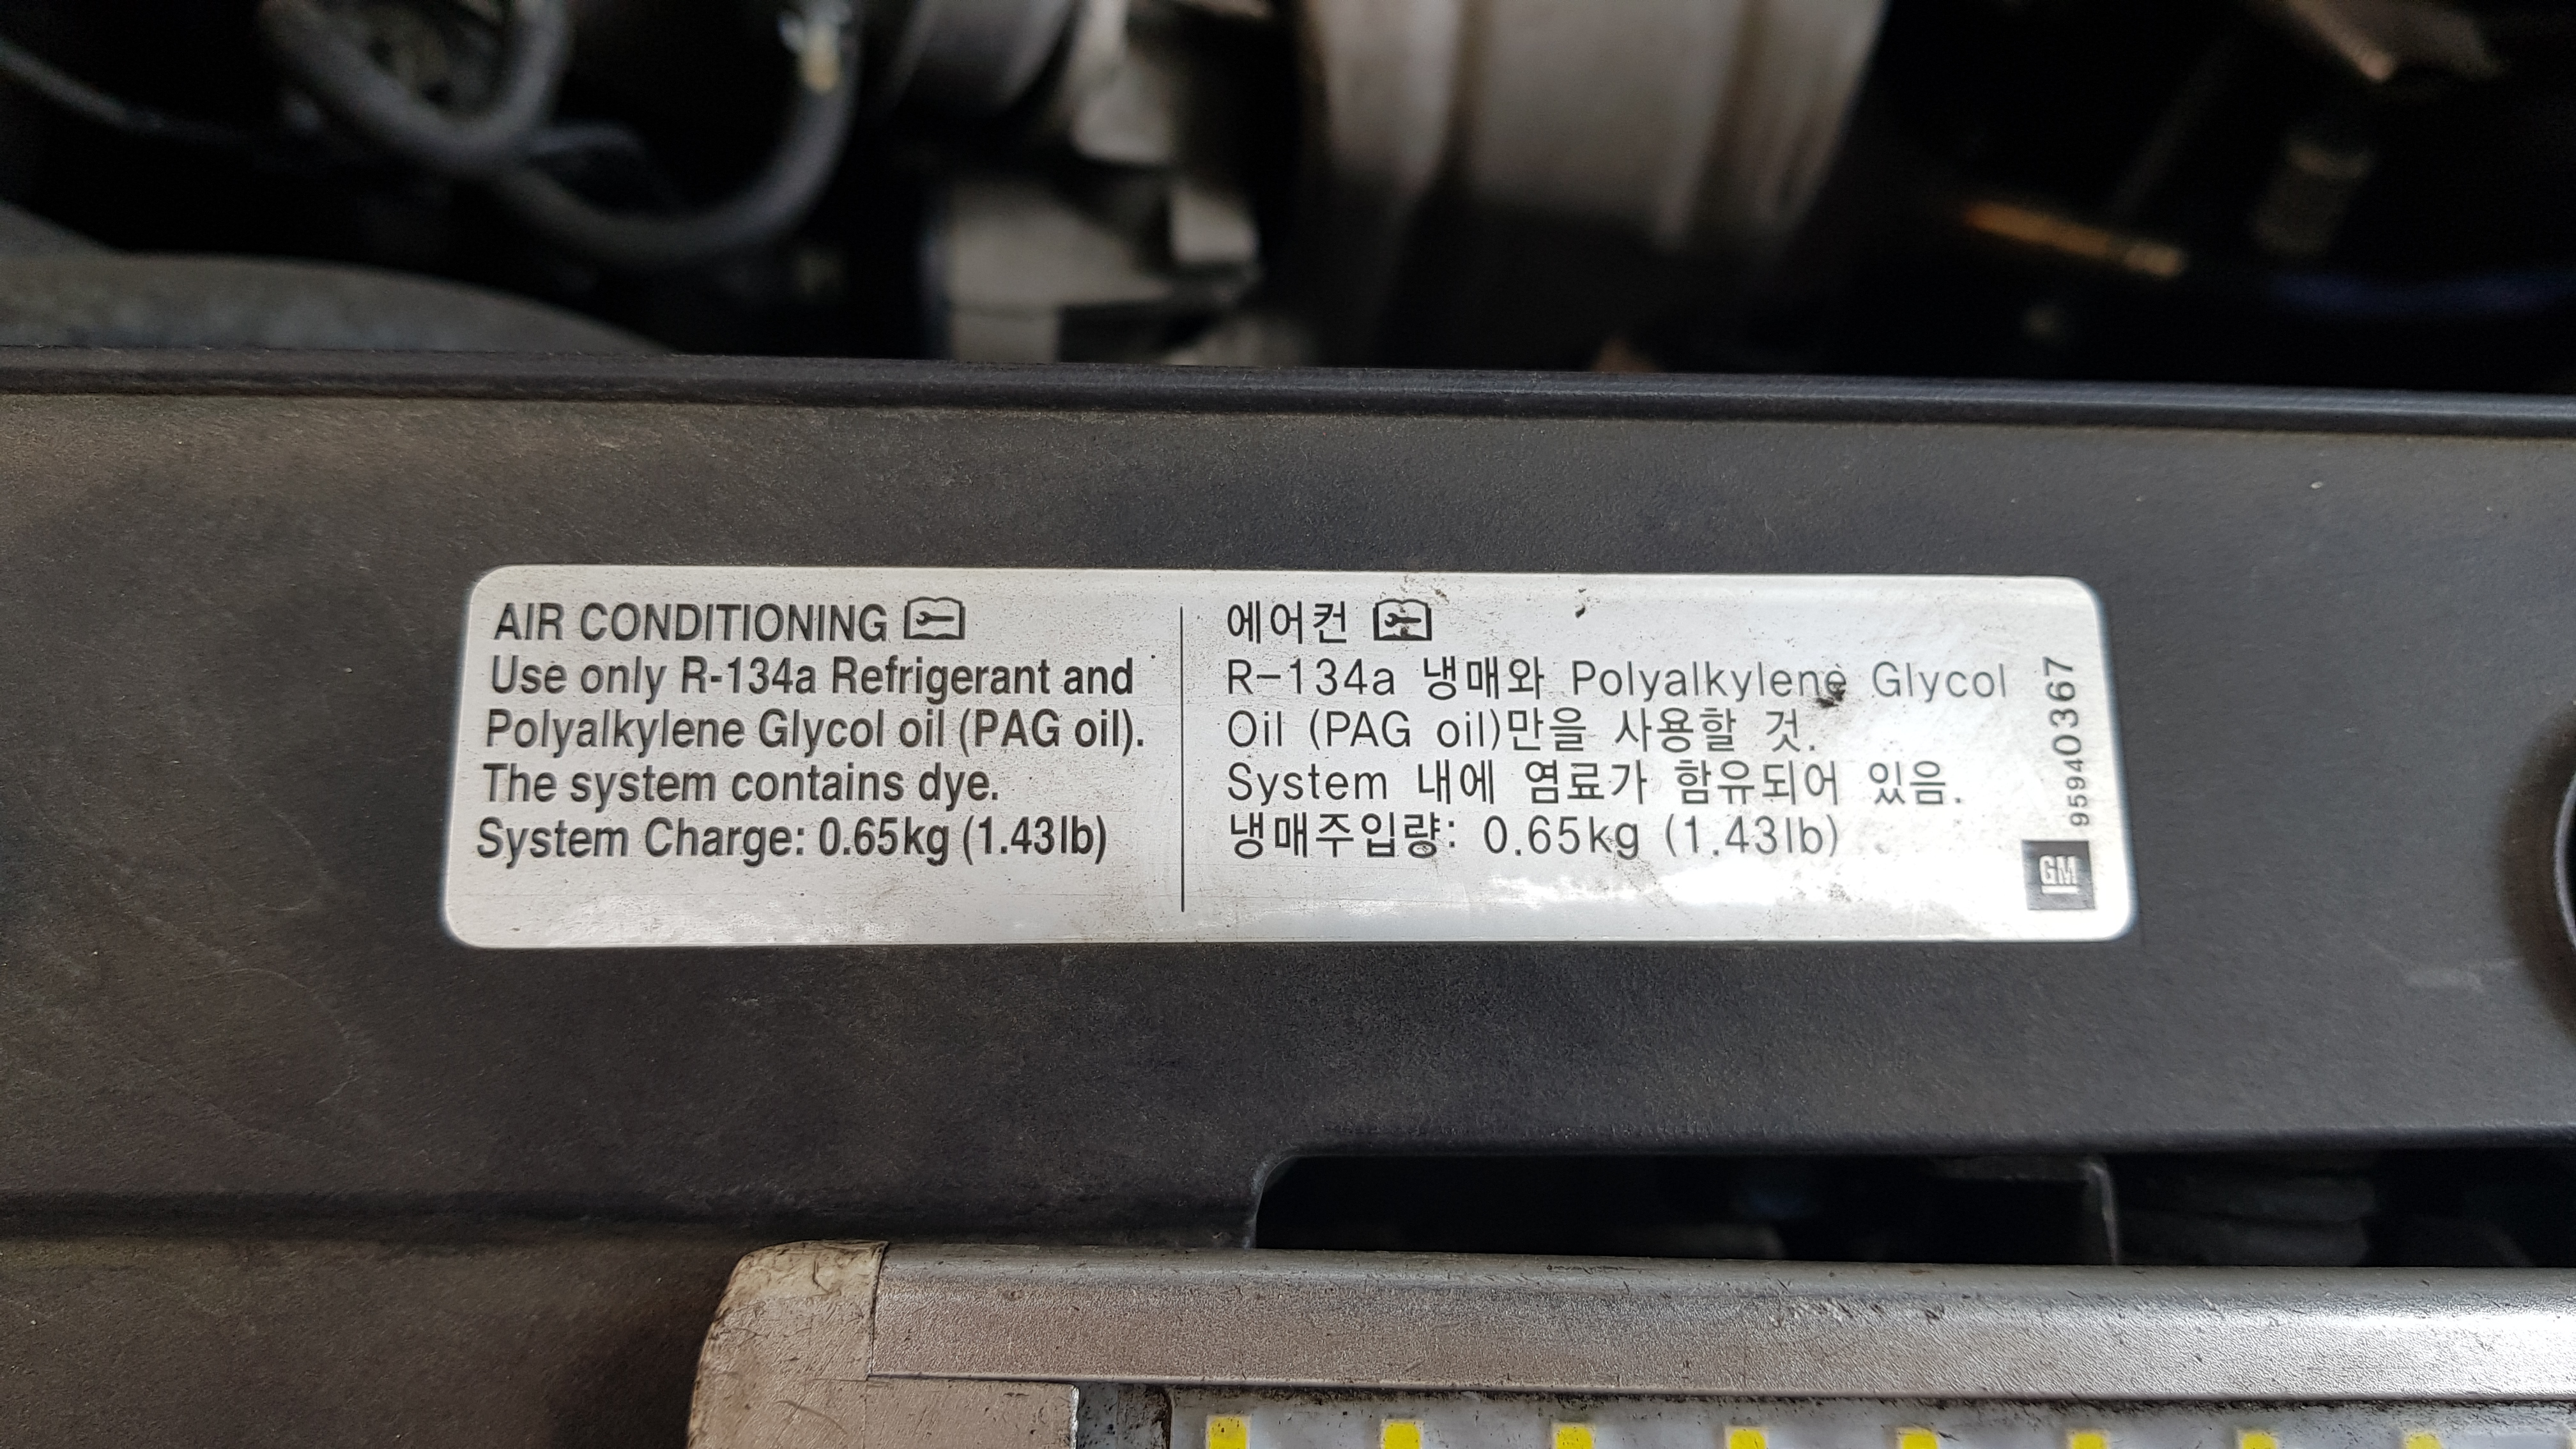 AIR CONDITIONING
Use only R-134a Refrigerant and
Polyalkylene Glycol oil (PAG oil).
The system contains dye.
System Charge: 0.65kg (1.43lb)
에어컨
R-134a 냉매와 Polyalkylene Glycol
Oil (PAG oil)만을 사용할 것.
System 내에 염료가 함유되어 있음.
냉매주입량: 0.65kg (1.43lb)
95940367
GM